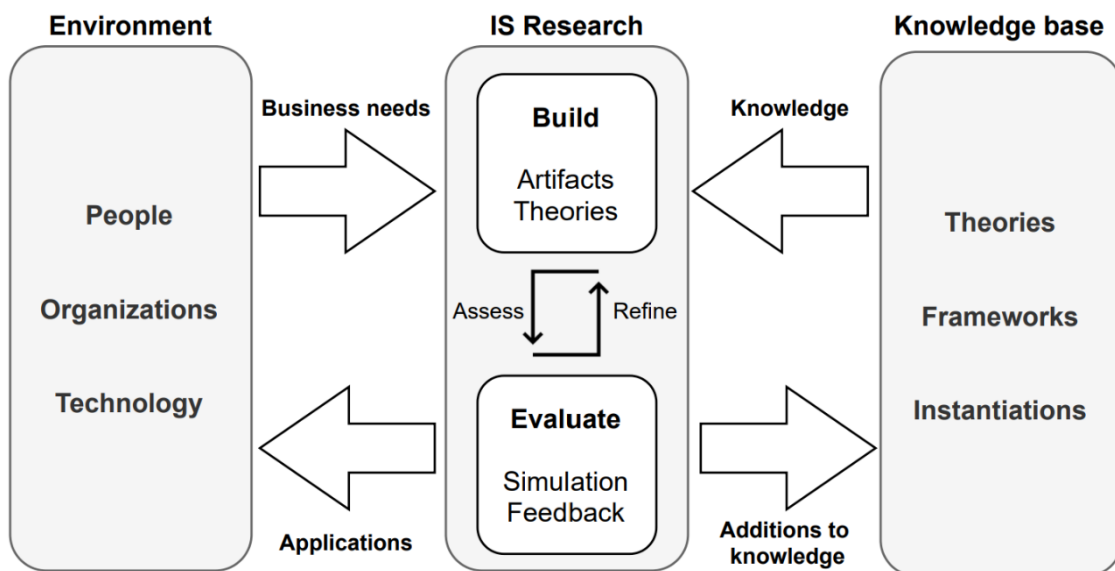 Environment
IS Research
Knowledge base
Business needs
Build
Knowledge
Artifacts
Theories
People
Organizations
Technology
Theories
Frameworks
Instantiations
Assess
Refine
Evaluate
Simulation
Feedback
Applications
Additions to
knowledge